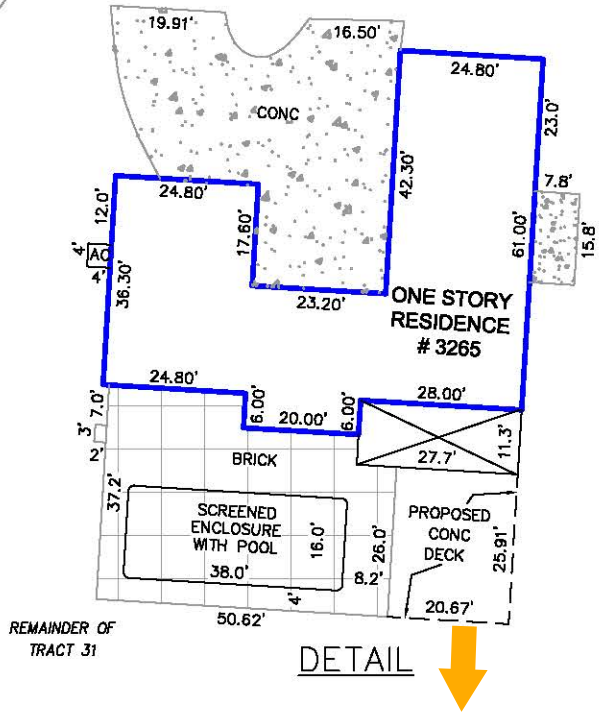 19.91'
16.50'
24.80'
CONC
23.0'
7.8'
24.80'
12.0'
42.30'
17.60'
61.00'
15.8'
4'
AC
4'
36.30'
23.20'
ONE STORY
RESIDENCE
# 3265
24.80'
28.00'
7.0'
6.00'
20.00'
6.00'
3'
2'
BRICK
27.7'
11.3'
37.2'
SCREENED
ENCLOSURE
WITH POOL
16.0'
26.0'
PROPOSED
CONC
DECK
25.91'
38.0'
8.2'
4'
20.67'
50.62'
REMAINDER OF
TRACT 31
DETAIL